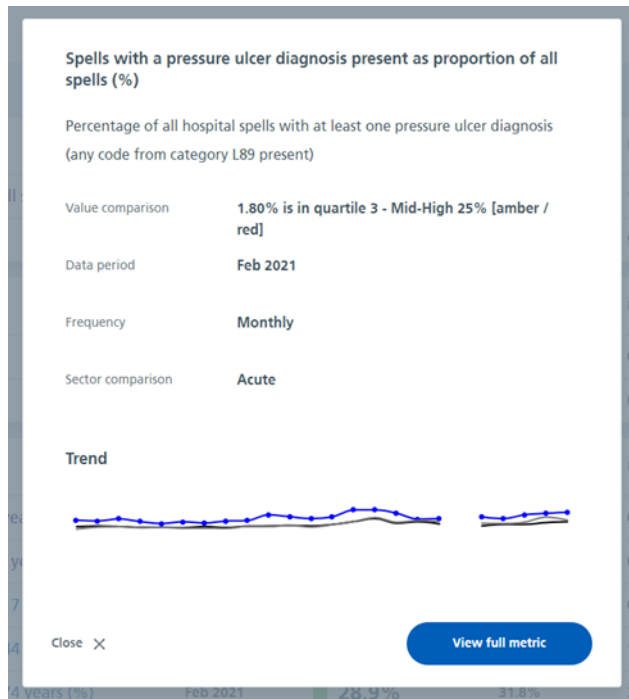 Spells with a pressure ulcer diagnosis present as proportion of all
spells (%)
Percentage of all hospital spells with at least one pressure ulcer diagnosis
(any code from category L89 present)
Value comparison 1.80% is in quartile 3 - Mid-High 25% [amber /
red]
Data period Feb 2021
Frequency Monthly
Sector comparison Acute
Trend
Close View full metric
years (%) Feb 2021 28.9% 31.8%